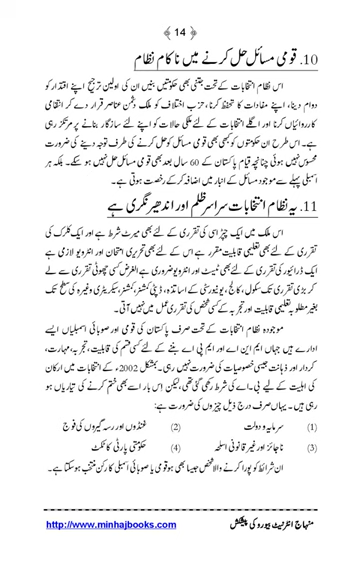 ﴿ 14 ﴾
10. قومی مسائل حل کرنے میں ناکام نظام
اس نظام انتخابات کے تحت جتنی بھی حکومتیں بنیں ان کی اولین ترجیح اپنے اقتدار کو
دوام دینا، اپنے مفادات کا تحفظ کرنا، حزب اختلاف کو ملک دشمن عناصر قرار دے کر انتقامی
کارروائیاں کرنا اور اگلے انتخابات کے لئے ملکی حالات کو اپنے لئے سازگار بنانے پر مرتکز رہی
ہے۔ اس طرح ان حکومتوں کو کبھی بھی قومی مسائل کو حل کرنے کی طرف توجہ دینے کی ضرورت
محسوس نہیں ہوئی چنانچہ قیام پاکستان کے 60 سال بعد بھی قومی مسائل حل نہیں ہو سکے۔ بلکہ ہر
اسمبلی پہلے سے موجود مسائل کے انبار میں اضافہ کر کے رخصت ہوتی ہے۔
11. یہ نظام انتخابات سراسر ظلم اور اندھیر نگری ہے
اس ملک میں ایک چپڑاسی کی تقرری کے لئے بھی میرٹ شرط ہے اور ایک کلرک کی
تقرری کے لئے بھی تعلیمی قابلیت مقرر ہے اس کے لئے بھی تحریری امتحان اور انٹرویو لازمی ہے
ایک ڈرائیور کی تقرری کے لئے بھی ٹیسٹ اور انٹرویو ضروری ہے الغرض کسی چھوٹی تقرری سے لے
کر بڑی تقرری تک سکول، کالج، یونیورسٹی کے اساتذہ، ڈپٹی کمشنر، کمشنر، سیکریٹری وغیرہ کی سطح تک
بغیر مطلوبہ تعلیمی قابلیت اور تجربہ کے کسی شخص کی تقرری عمل میں نہیں آتی۔
موجودہ نظام انتخابات کے تحت صرف پاکستان کی قومی اور صوبائی اسمبلیاں ایسے
ادارے ہیں جہاں ایم این اے اور ایم پی اے بننے کے لئے کسی قسم کی قابلیت، تجربہ، مہارت،
کردار اور ذہانت جیسی خصوصیات کی ضرورت نہیں رہی۔ بمشکل 2002ء کے انتخابات میں ارکان
کی اہلیت کے لیے بی۔اے کی شرط رکھی گئی تھی، لیکن اس بار اسے بھی ختم کرنے کی تیاریاں ہو
رہی ہیں۔ یہاں صرف درج ذیل چیزوں کی ضرورت ہے:
(1) سرمایہ و دولت (2) غنڈوں اور رسہ گیروں کی فوج
(3) ناجائز اور غیر قانونی اسلحہ (4) حکومتی پارٹی کا ٹکٹ
ان شرائط کو پورا کرنے والا شخص جیسا بھی ہو قومی یا صوبائی اسمبلی کا رکن منتخب ہو سکتا ہے۔
منہاج انٹرنیٹ بیورو کی پیشکش
http://www.minhajbooks.com